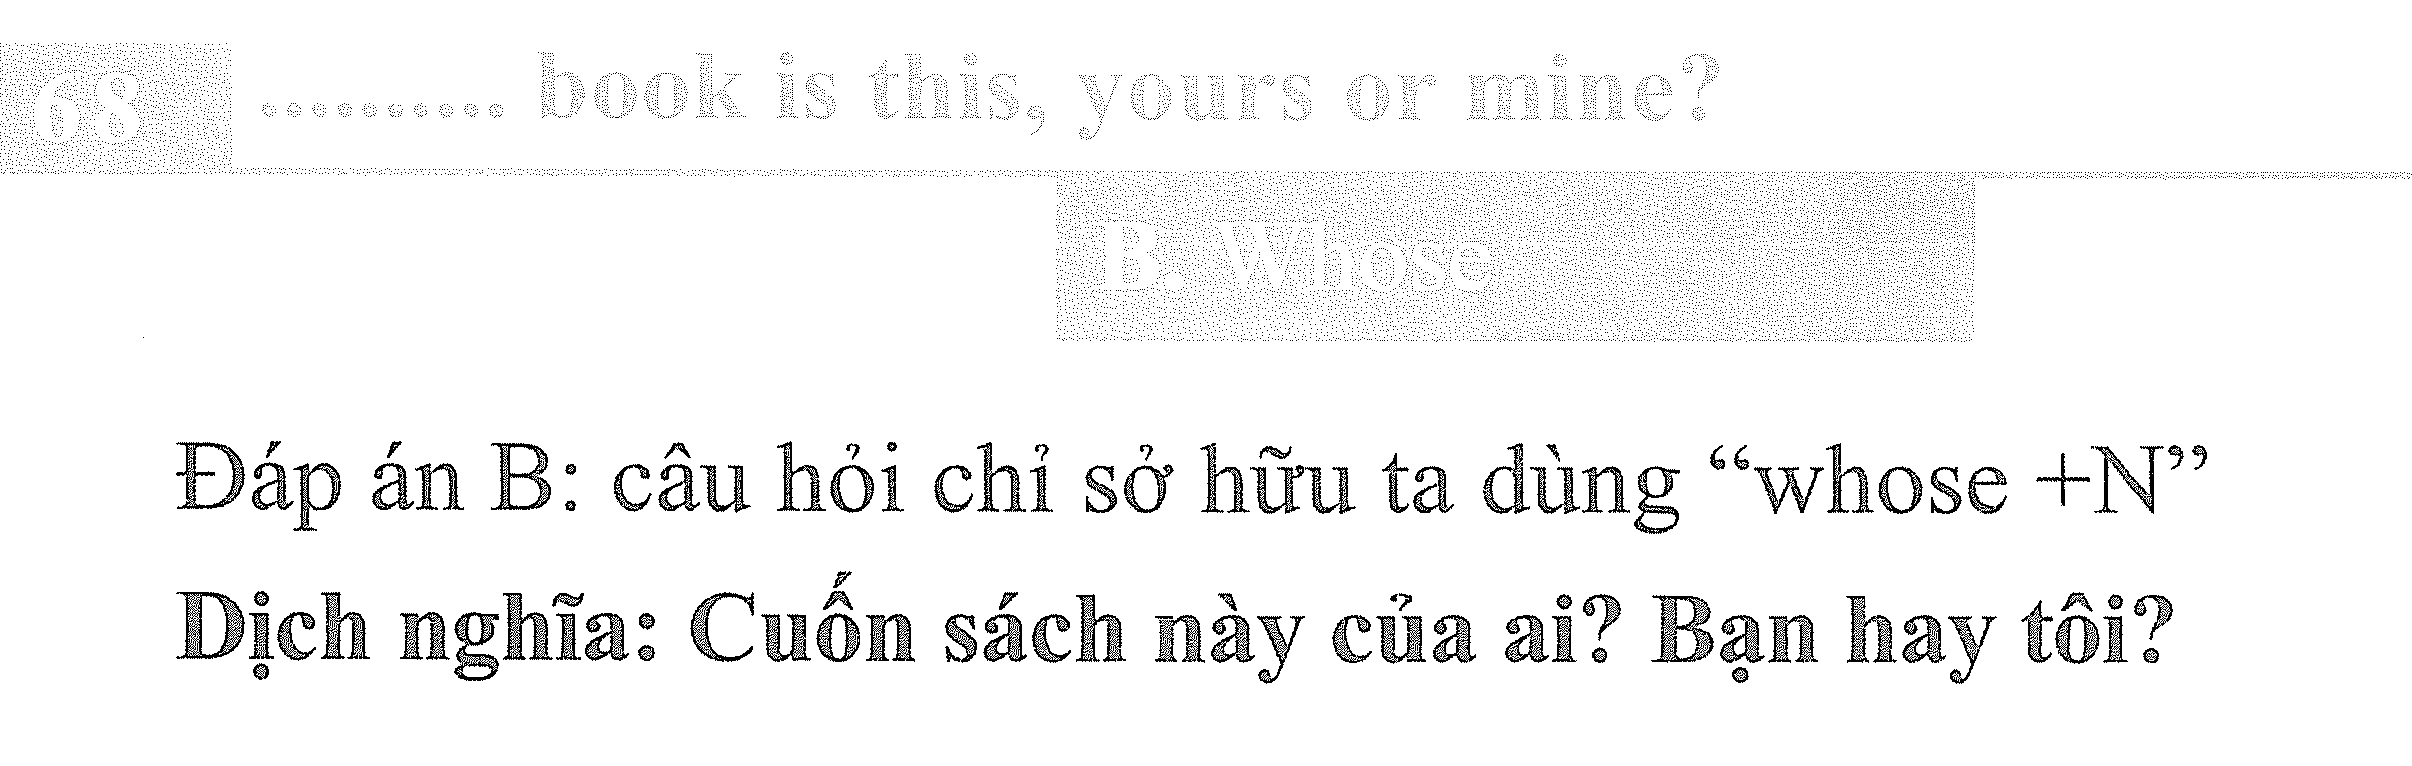 68 .......... book is this, yours or mine?
B. Whose
Đáp án B: câu hỏi chỉ sở hữu ta dùng “whose +N”
Dịch nghĩa: Cuốn sách này của ai? Bạn hay tôi?